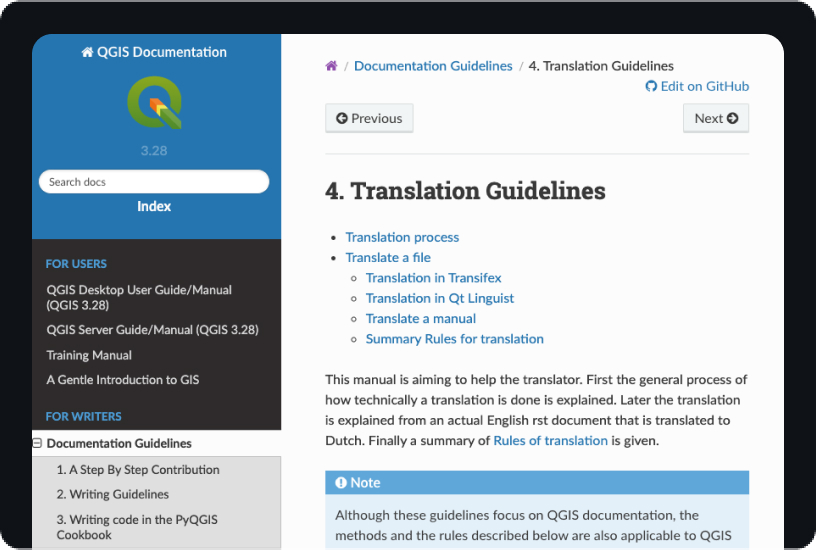 QGIS Documentation
3.28
Search docs
Index
FOR USERS
QGIS Desktop User Guide/Manual
(QGIS 3.28)
QGIS Server Guide/Manual (QGIS 3.28)
Training Manual
A Gentle Introduction to GIS
FOR WRITERS
Documentation Guidelines
1. A Step By Step Contribution
2. Writing Guidelines
3. Writing code in the PyQGIS
Cookbook
/ Documentation Guidelines / 4. Translation Guidelines
Edit on GitHub
Previous
Next
4. Translation Guidelines
• Translation process
• Translate a file
◦ Translation in Transifex
◦ Translation in Qt Linguist
◦ Translate a manual
◦ Summary Rules for translation
This manual is aiming to help the translator. First the general process of
how technically a translation is done is explained. Later the translation
is explained from an actual English rst document that is translated to
Dutch. Finally a summary of Rules of translation is given.
Note
Although these guidelines focus on QGIS documentation, the
methods and the rules described below are also applicable to QGIS